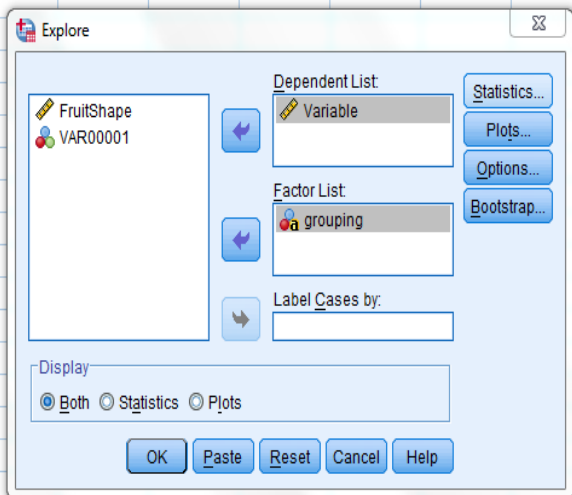 Explore
Dependent List:
FruitShape
VAR00001
Variable
Statistics...
Plots...
Options...
Bootstrap...
Factor List:
grouping
Label Cases by:
Display
Both Statistics Plots
OK Paste Reset Cancel Help